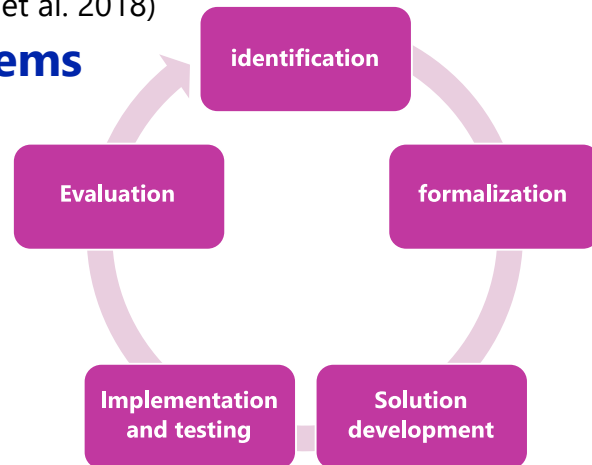 et al. 2018)
ems
identification
Evaluation
formalization
Implementation
and testing
Solution
development